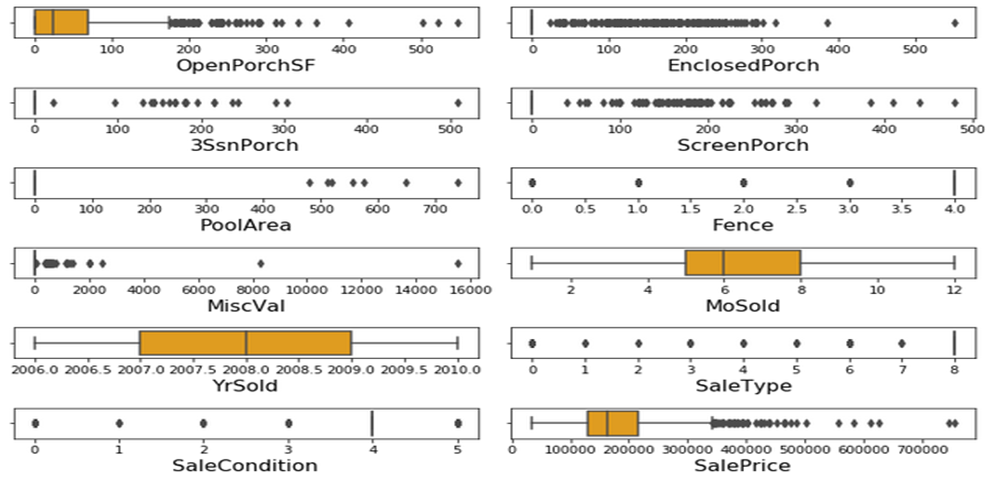 0 100 200 300 400 500
OpenPorchSF
0 100 200 300 400 500
EnclosedPorch
0 100 200 300 400 500
3SsnPorch
0 100 200 300 400 500
ScreenPorch
0 100 200 300 400 500 600 700
PoolArea
0.0 0.5 1.0 1.5 2.0 2.5 3.0 3.5 4.0
Fence
0 2000 4000 6000 8000 10000 12000 14000 16000
MiscVal
2 4 6 8 10 12
MoSold
2006.0 2006.5 2007.0 2007.5 2008.0 2008.5 2009.0 2009.5 2010.0
YrSold
0 1 2 3 4 5 6 7 8
SaleType
0 1 2 3 4 5
SaleCondition
0 100000 200000 300000 400000 500000 600000 700000
SalePrice